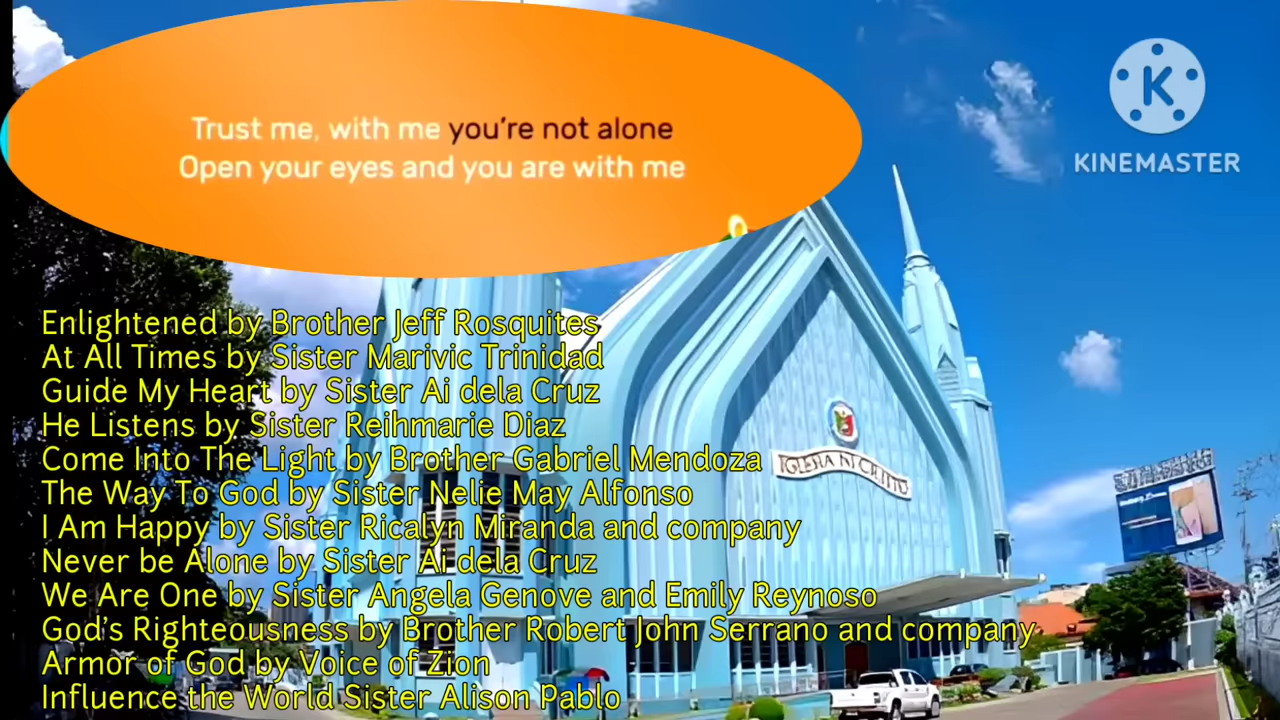 Trust me, with me you're not alone
Open your eyes and you are with me
KINEMASTER
Enlightened by Brother Jeff Rosquites
At All Times by Sister Marivic Trinidad
Guide My Heart by Sister Ai dela Cruz
He Listens by Sister Reihmarie Diaz
Come Into The Light by Brother Gabriel Mendoza
IGLESIA NI CRISTO
The Way To God by Sister Nelie May Alfonso
I Am Happy by Sister Ricalyn Miranda and company
Never be Alone by Sister Ai dela Cruz
We Are One by Sister Angela Genove and Emily Reynoso
God's Righteousness by Brother Robert John Serrano and company
Armor of God by Voice of Zion
Influence the World Sister Alison Pablo